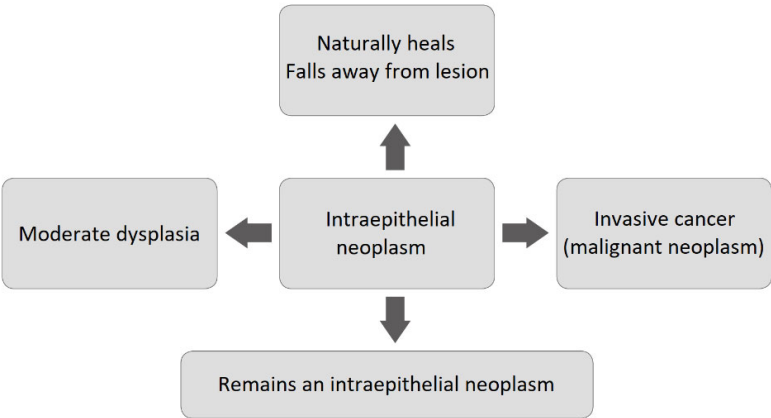 Naturally heals
Falls away from lesion
Moderate dysplasia
Intraepithelial
neoplasm
Invasive cancer
(malignant neoplasm)
Remains an intraepithelial neoplasm